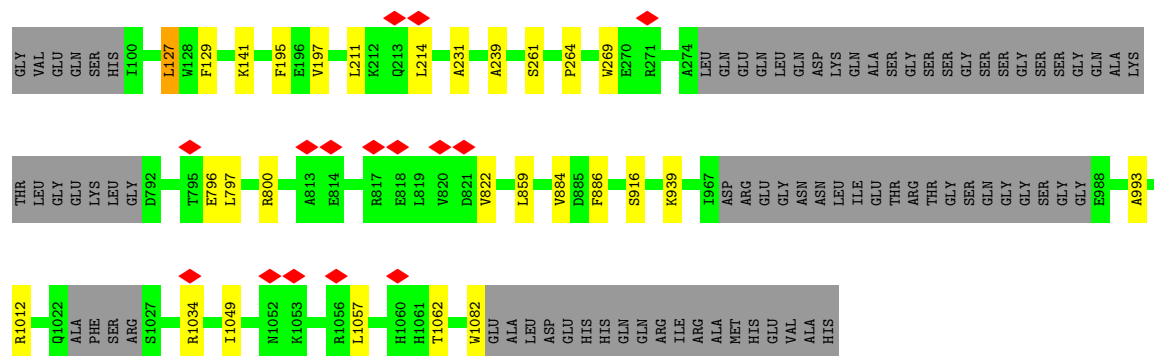 GLY VAL GLU GLN SER HIS I100 L127 W128 F129 K141 F195 E196 V197 L211 K212 Q213 L214 A231 A239 S261 P264 W269 E270 R271 A274 LEU GLN GLU GLN LEU GLN ASP LYS GLN ALA SER GLY SER SER GLY SER SER GLY SER SER GLY GLN ALA LYS
THR LEU GLY GLU LYS LEU GLY D792 T795 E796 L797 R800 A813 E814 R817 E818 L819 V820 D821 V822 L859 V884 D885 F886 S916 K939 I967 ASP ARG GLU GLY ASN ASN LEU ILE GLU THR ARG THR GLY SER GLN GLY GLY SER GLY GLY E988 A993
R1012 Q1022 ALA PHE SER ARG S1027 R1034 I1049 N1052 K1053 R1056 L1057 H1060 H1061 T1062 W1082 GLU ALA LEU ASP GLU HIS HIS GLN GLN ARG ILE ARG ALA MET HIS GLU VAL ALA HIS